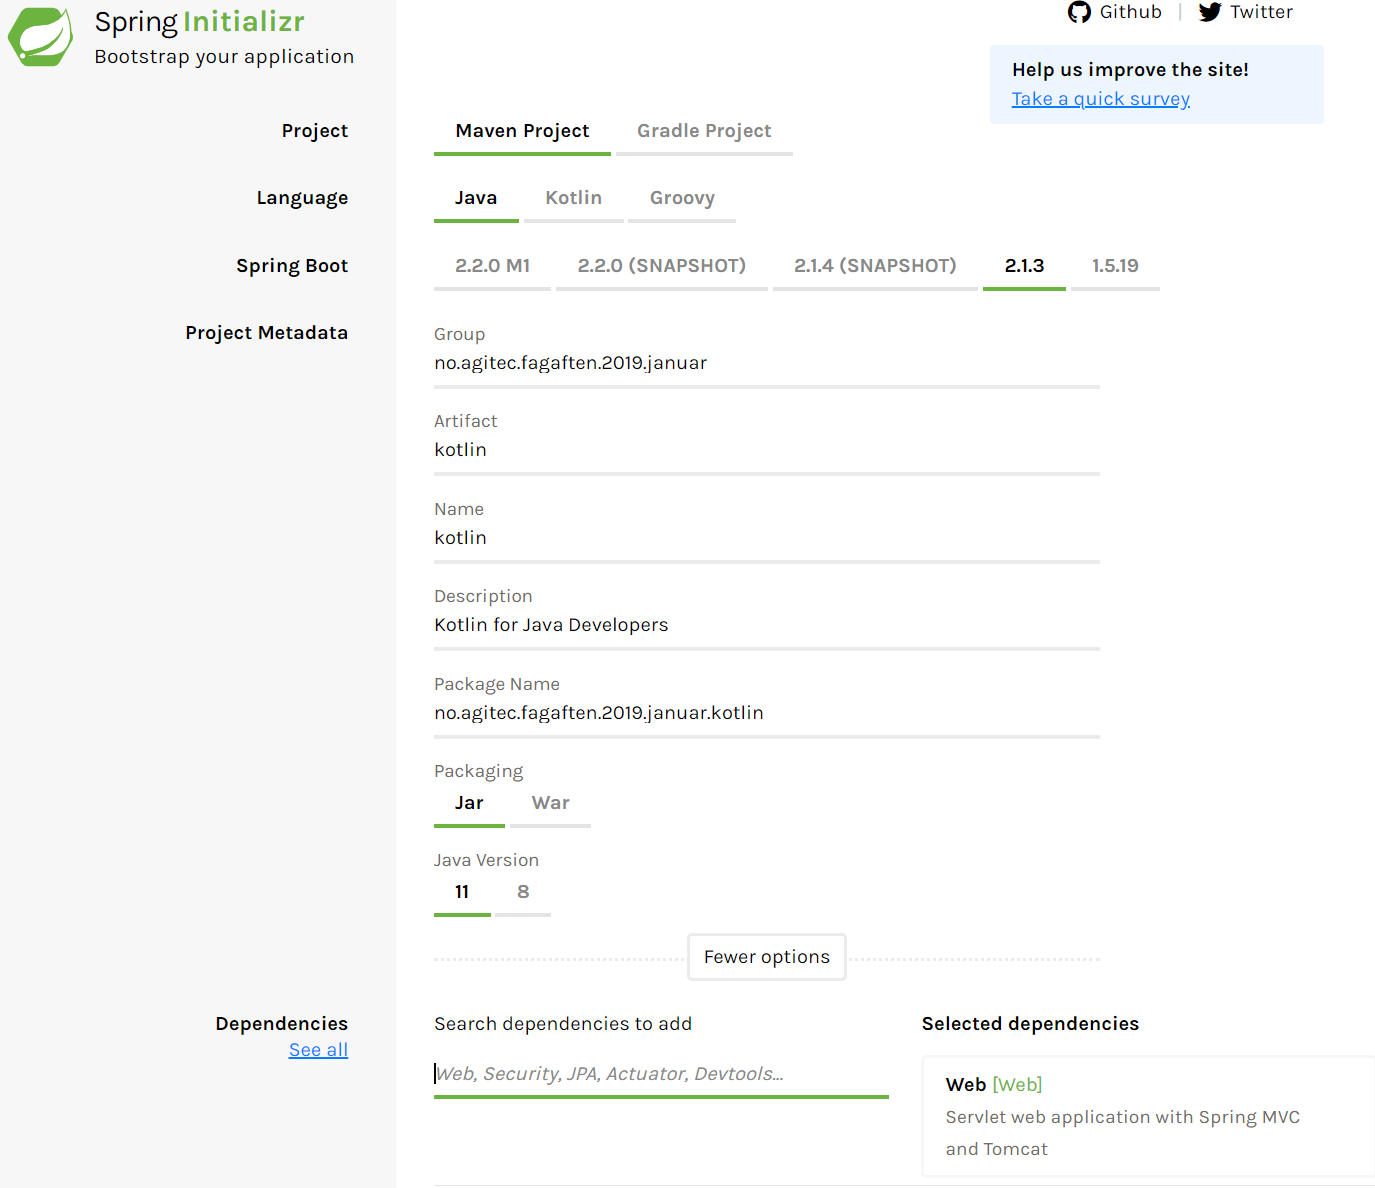 Spring Initializr
Bootstrap your application
Github | Twitter
Help us improve the site!
Take a quick survey
Project
Maven Project Gradle Project
Language
Java Kotlin Groovy
Spring Boot
2.2.0 M1 2.2.0 (SNAPSHOT) 2.1.4 (SNAPSHOT) 2.1.3 1.5.19
Project Metadata
Group
no.agitec.fagaften.2019.januar
Artifact
kotlin
Name
kotlin
Description
Kotlin for Java Developers
Package Name
no.agitec.fagaften.2019.januar.kotlin
Packaging
Jar War
Java Version
11 8
Fewer options
Dependencies
See all
Search dependencies to add
Web, Security, JPA, Actuator, Devtools...
Selected dependencies
Web [Web]
Servlet web application with Spring MVC
and Tomcat